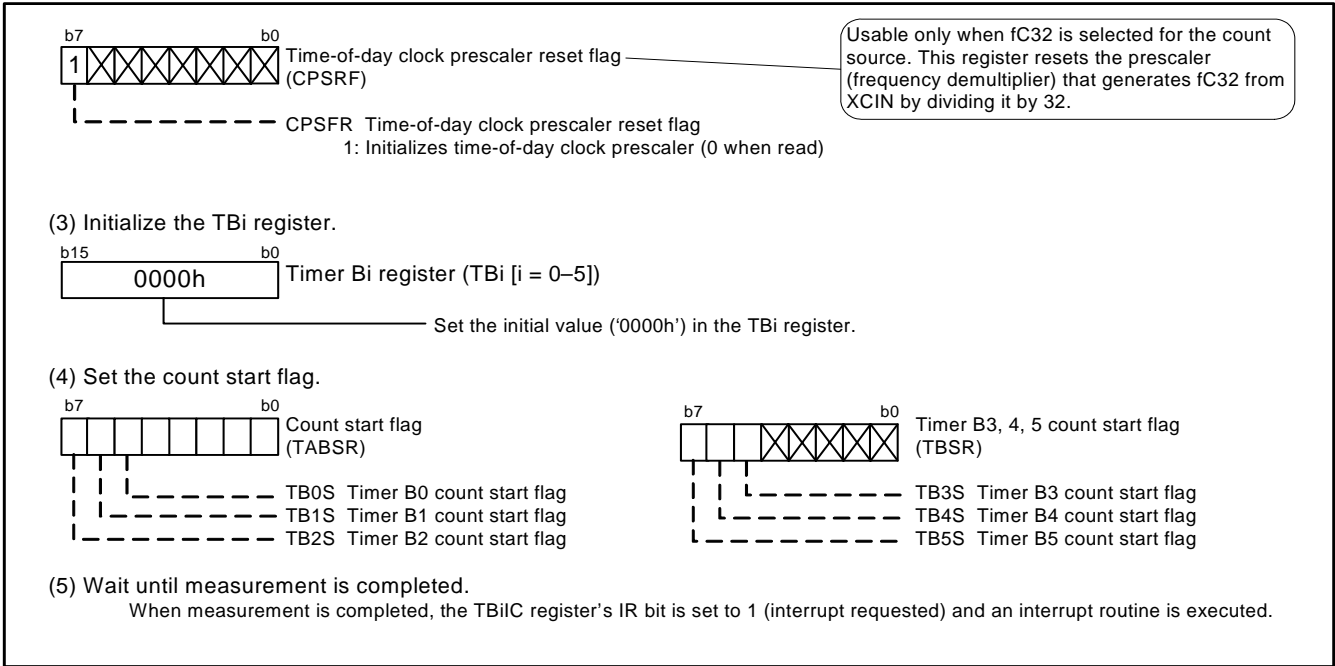 b7 b0
1
Time-of-day clock prescaler reset flag
(CPSRF)
Usable only when fC32 is selected for the count
source. This register resets the prescaler
(frequency demultiplier) that generates fC32 from
XCIN by dividing it by 32.
CPSFR Time-of-day clock prescaler reset flag
1: Initializes time-of-day clock prescaler (0 when read)
(3) Initialize the TBi register.
b15 b0
0000h
Timer Bi register (TBi [i = 0–5])
Set the initial value (‘0000h’) in the TBi register.
(4) Set the count start flag.
b7 b0
Count start flag
(TABSR)
TB0S Timer B0 count start flag
TB1S Timer B1 count start flag
TB2S Timer B2 count start flag
b7 b0
Timer B3, 4, 5 count start flag
(TBSR)
TB3S Timer B3 count start flag
TB4S Timer B4 count start flag
TB5S Timer B5 count start flag
(5) Wait until measurement is completed.
When measurement is completed, the TBiIC register’s IR bit is set to 1 (interrupt requested) and an interrupt routine is executed.